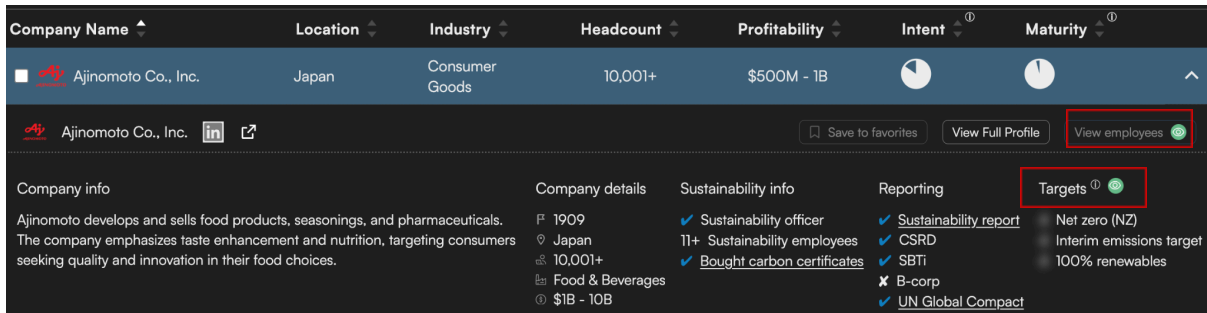 Company Name Location Industry Headcount Profitability Intent Maturity
Ajinomoto Co., Inc. Japan Consumer Goods 10,001+ $500M - 1B
Ajinomoto Co., Inc. in Save to favorites View Full Profile View employees
Company info Company details Sustainability info Reporting Targets
Ajinomoto develops and sells food products, seasonings, and pharmaceuticals.
The company emphasizes taste enhancement and nutrition, targeting consumers
seeking quality and innovation in their food choices.
1909
Japan
10,001+
Food & Beverages
$1B - 10B
Sustainability officer
11+ Sustainability employees
Bought carbon certificates
Sustainability report
CSRD
SBTi
B-corp
UN Global Compact
Net zero (NZ)
Interim emissions target
100% renewables